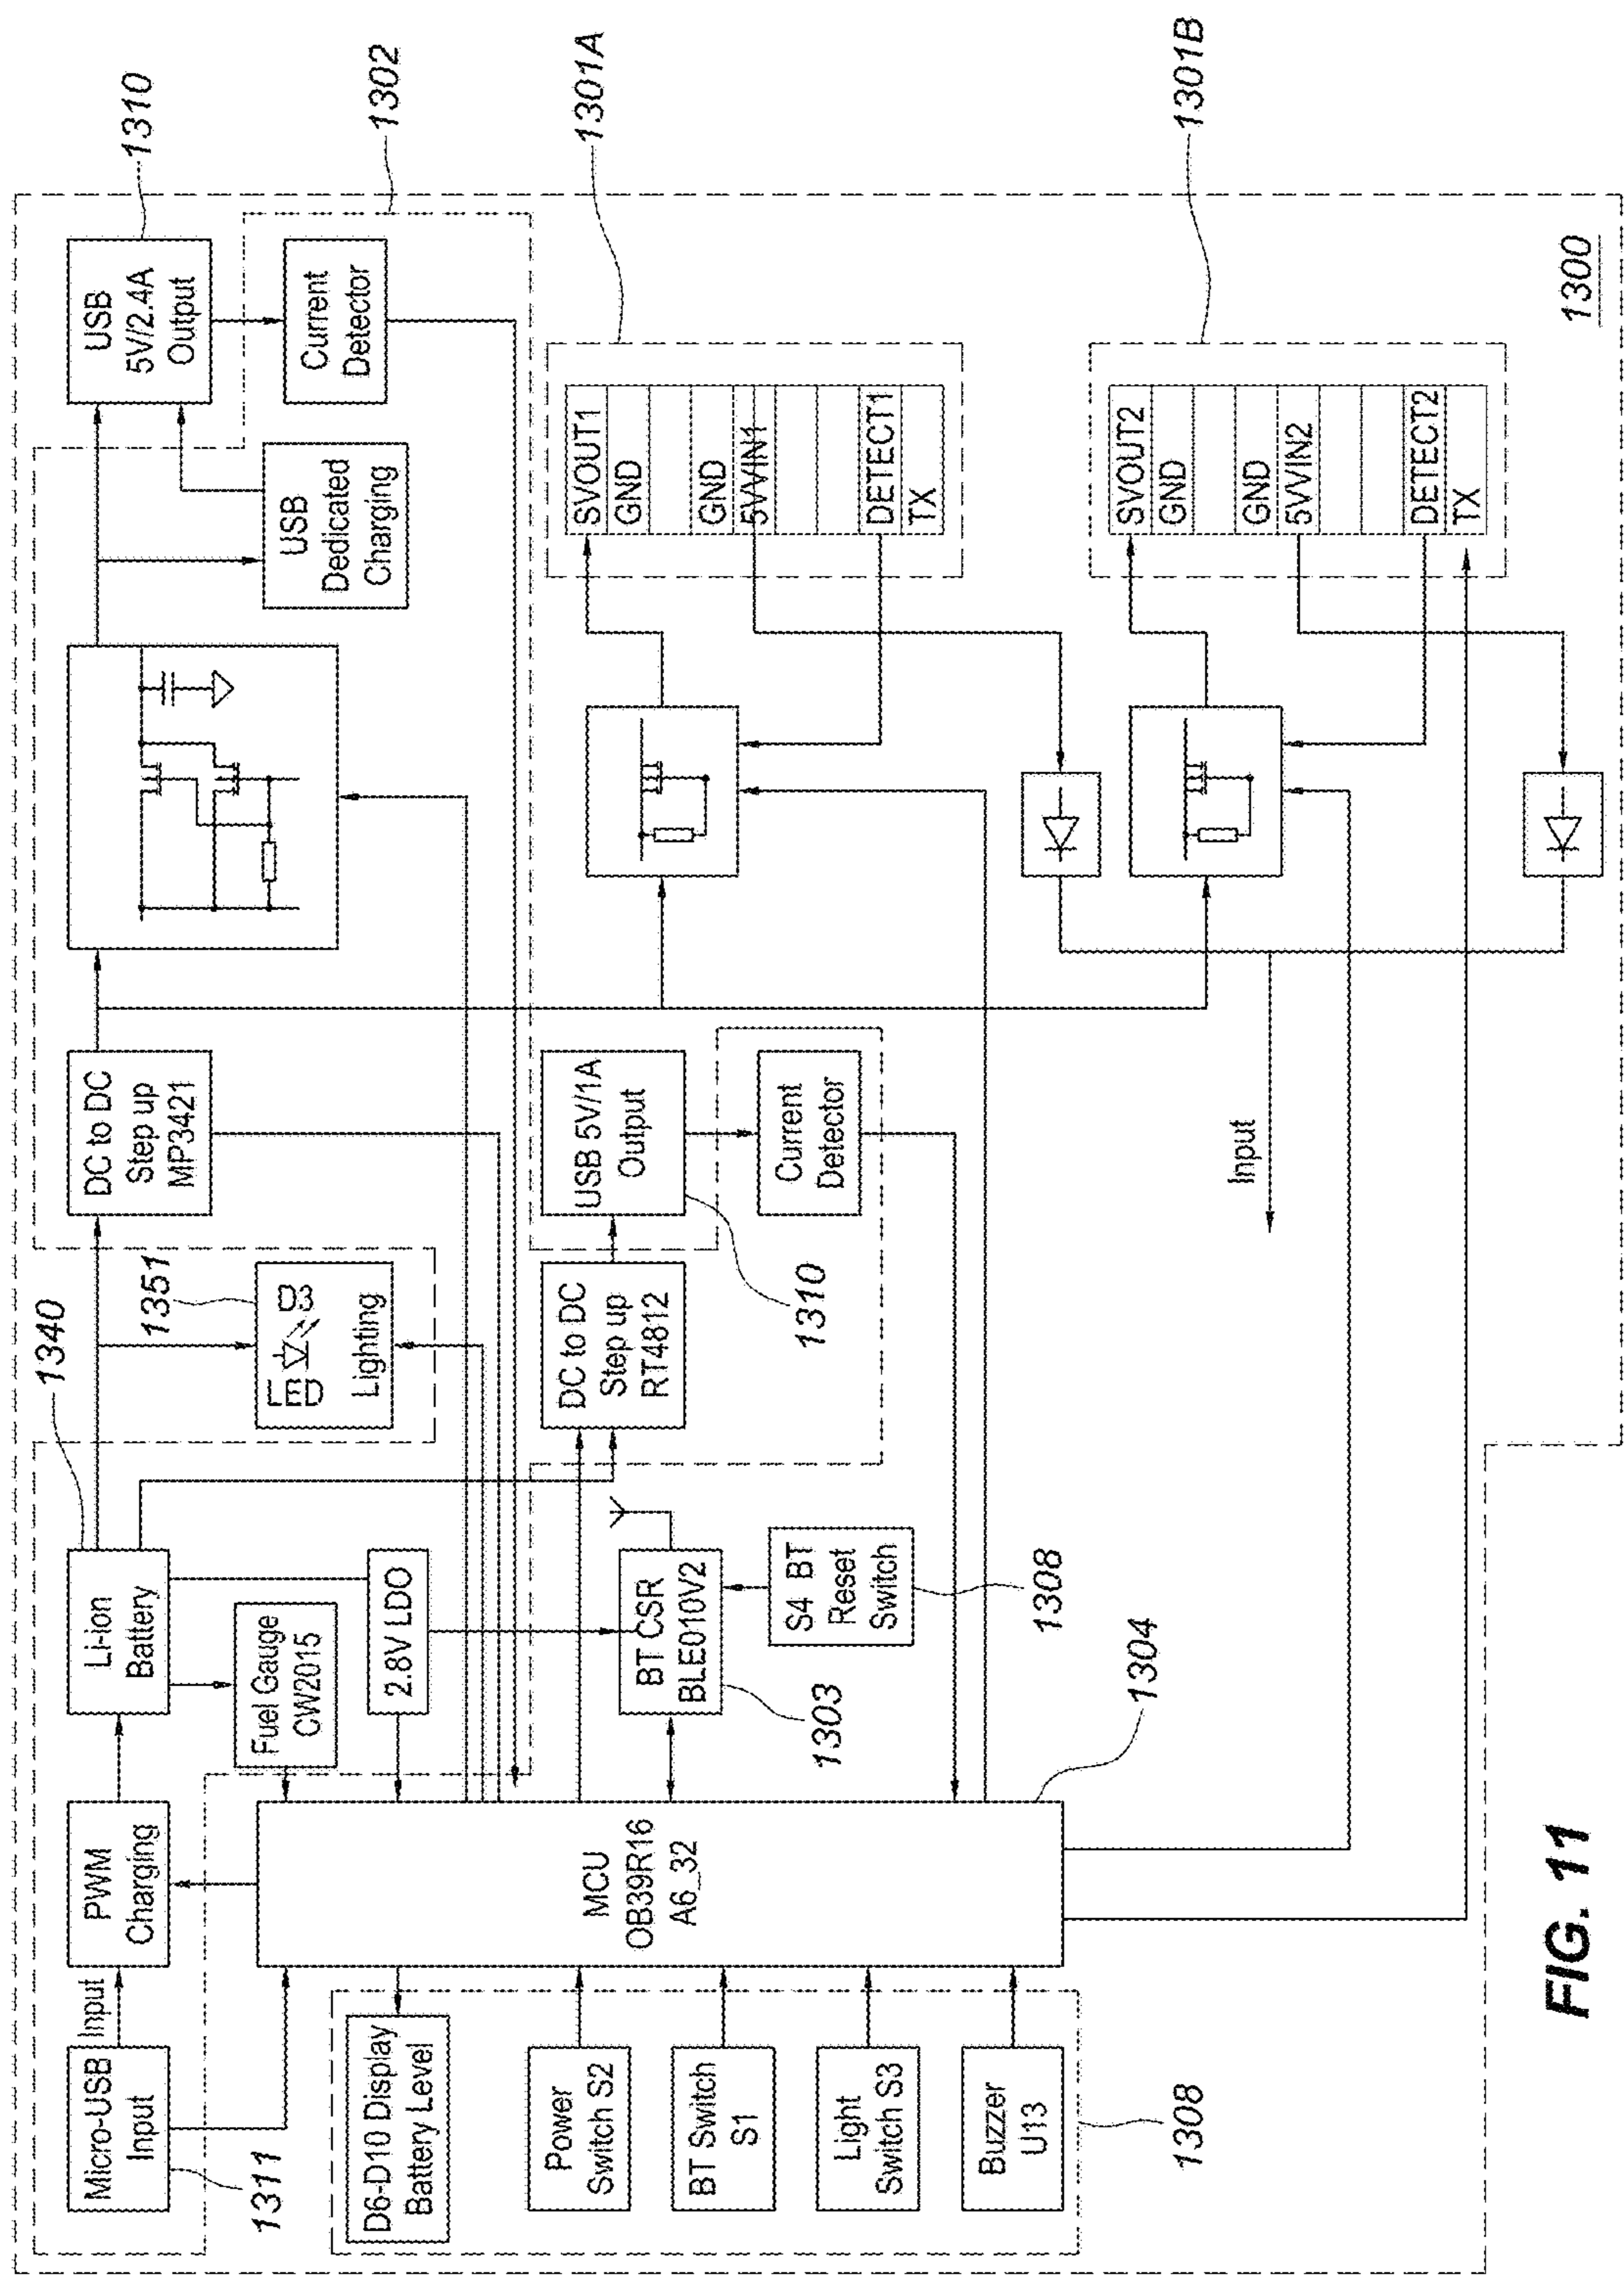 Micro-USB
Input
1311
Input
PWM
Charging
Li-ion
Battery
1340
Fuel Gauge
CW2015
2.8V LDO
1351
LED
D3
Lighting
DC to DC
Step up
MP3421
USB
Dedicated
Charging
USB
5V/2.4A
Output
1310
Current
Detector
1302
D6-D10 Display
Battery Level
Power
Switch S2
BT Switch
S1
Light
Switch S3
Buzzer
U13
1308
MCU
OB39R16
A6_32
1304
BT CSR
BLE010V2
1303
S4 BT
Reset
Switch
1308
DC to DC
Step up
RT4812
USB 5V/1A
Output
1310
Current
Detector
SVOUT1
GND
GND
5VVIN1
DETECT1
TX
1301A
Input
SVOUT2
GND
GND
5VVIN2
DETECT2
TX
1301B
1300
FIG. 11